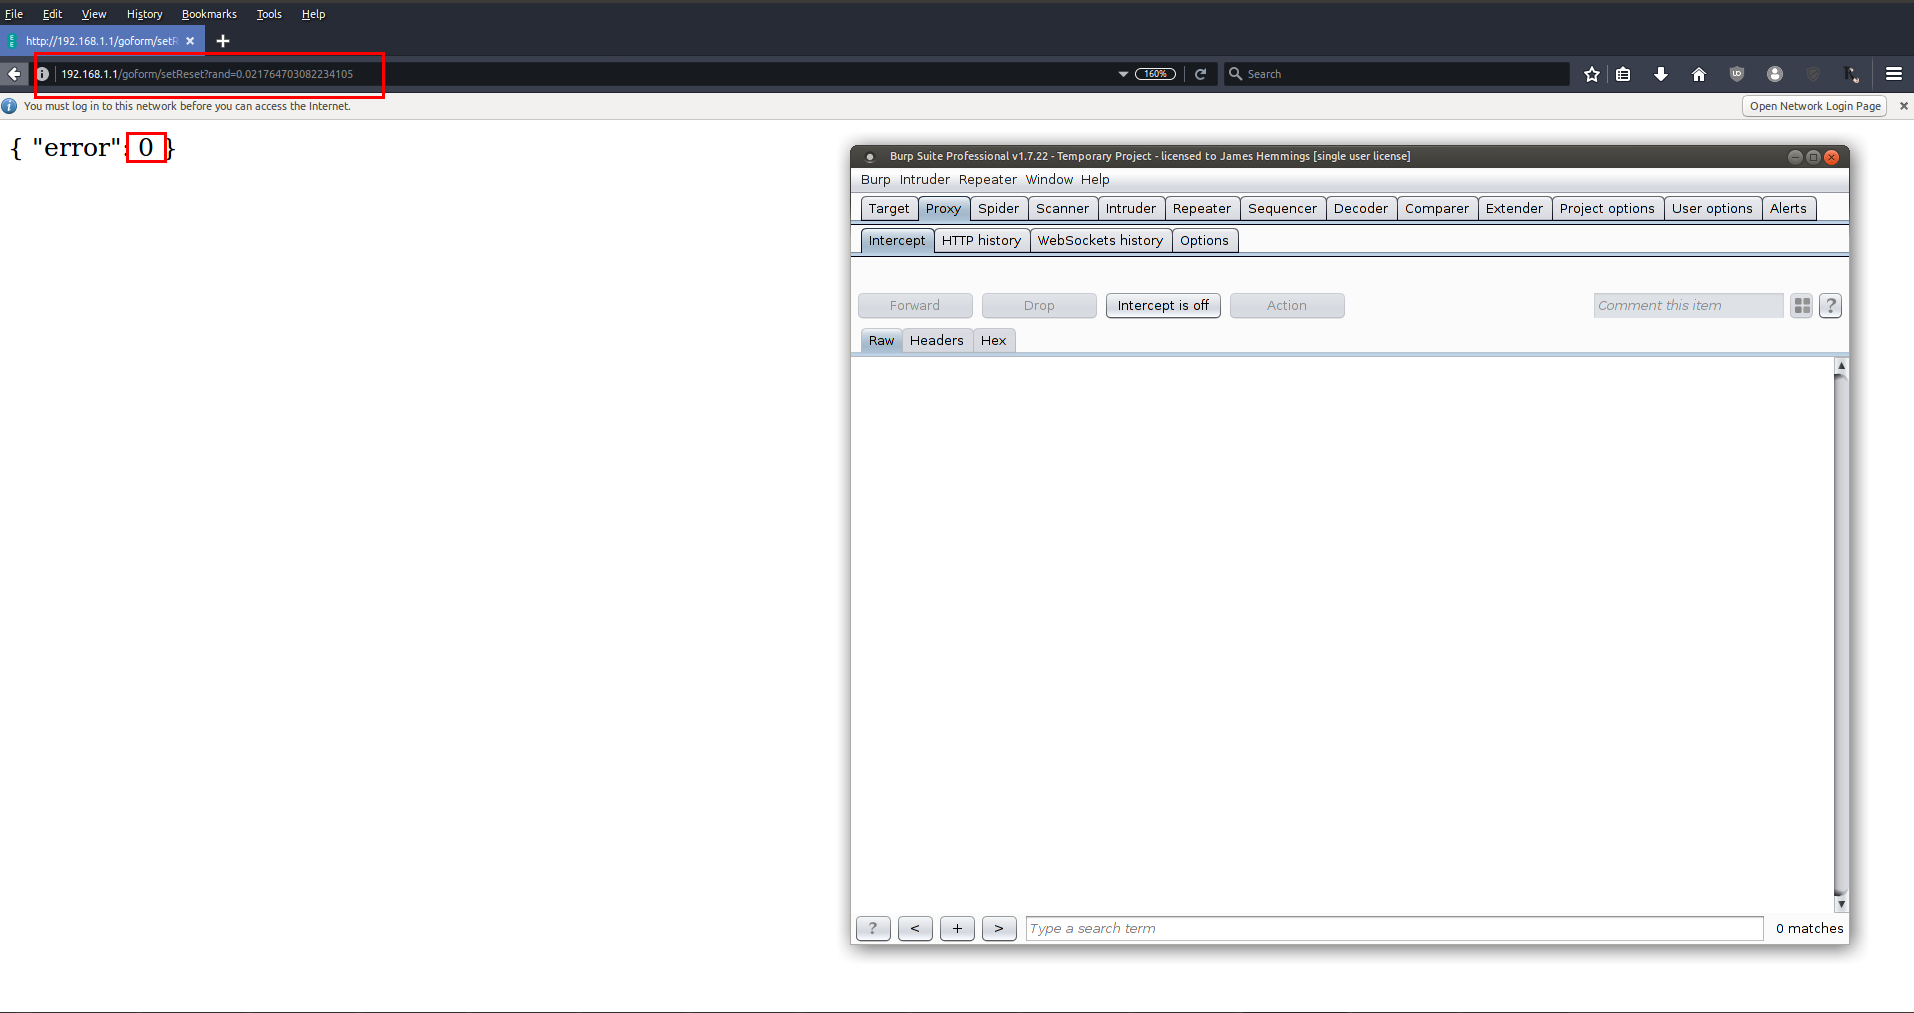 File Edit View History Bookmarks Tools Help
http://192.168.1.1/goform/setR
192.168.1.1/goform/setReset?rand=0.021764703082234105 160% Search
You must log in to this network before you can access the Internet. Open Network Login Page
{ "error": 0 }
Burp Suite Professional v1.7.22 - Temporary Project - licensed to James Hemmings [single user license]
Burp Intruder Repeater Window Help
Target Proxy Spider Scanner Intruder Repeater Sequencer Decoder Comparer Extender Project options User options Alerts
Intercept HTTP history WebSockets history Options
Forward Drop Intercept is off Action Comment this item ?
Raw Headers Hex
? < + > Type a search term 0 matches